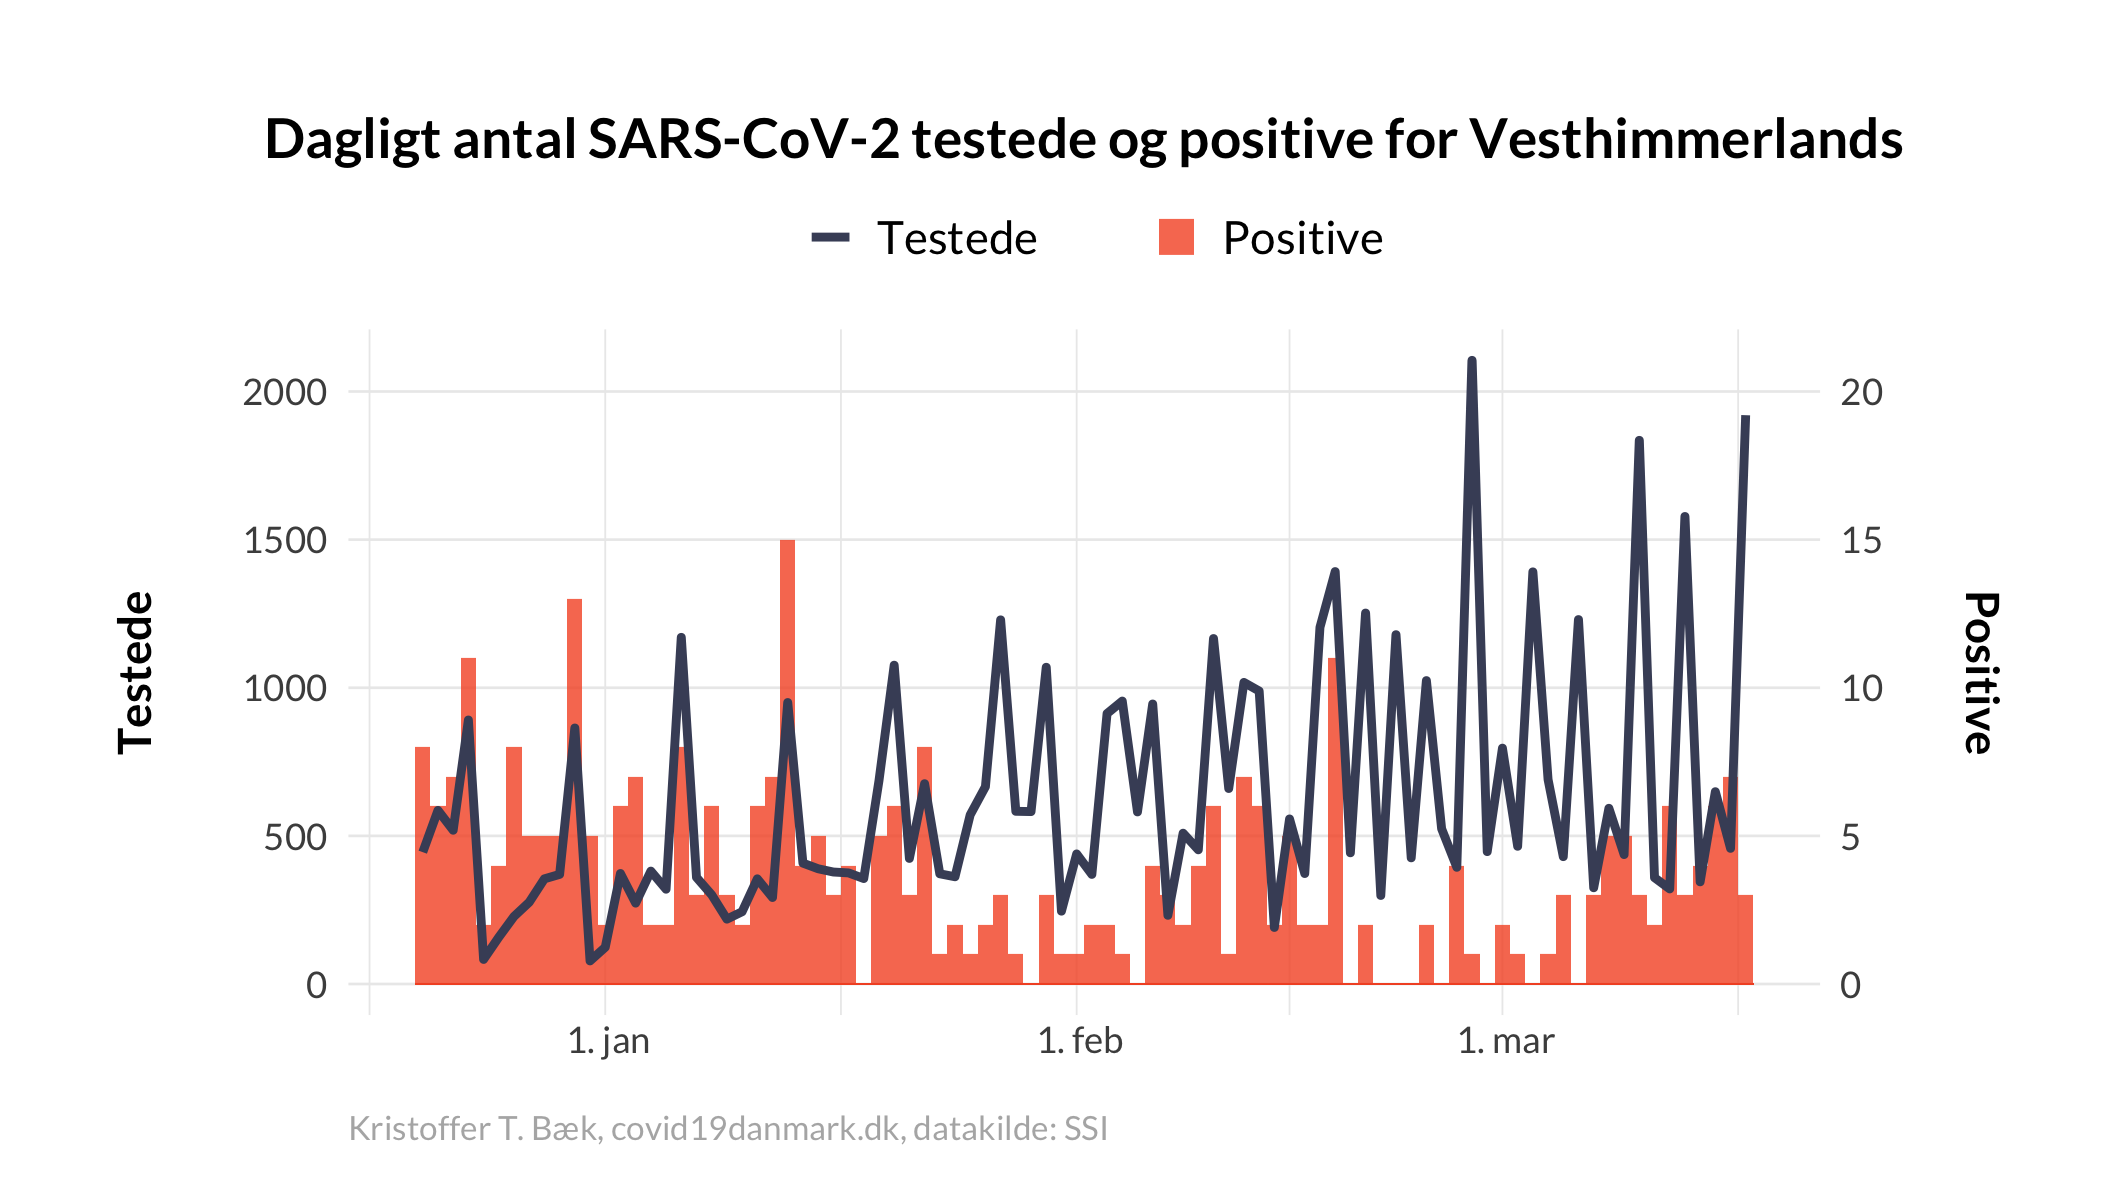 Dagligt antal SARS-CoV-2 testede og positive for Vesthimmerlands
Testede
Positive
2000
1500
1000
500
0
Testede
20
15
10
5
0
Positive
1. jan
1. feb
1. mar
Kristoffer T. Bæk, covid19danmark.dk, datakilde: SSI